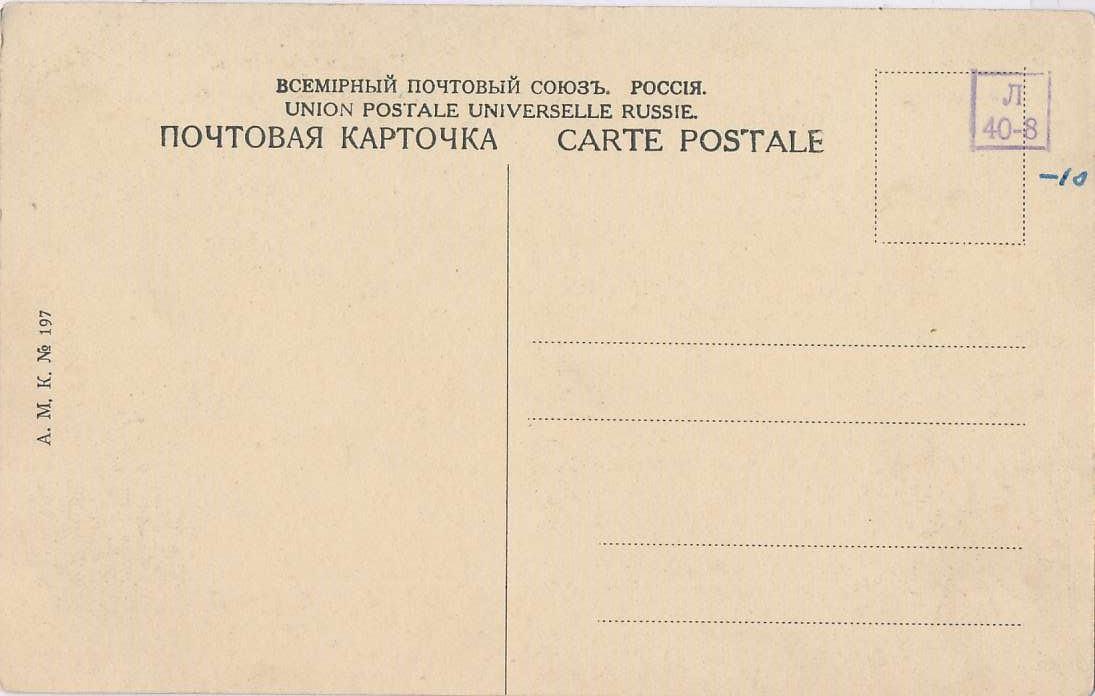 ВСЕМІРНЫЙ ПОЧТОВЫЙ СОЮЗЪ. РОССІЯ.
UNION POSTALE UNIVERSELLE RUSSIE.
ПОЧТОВАЯ КАРТОЧКА CARTE POSTALE
Л
40-8
-10
А. М. К. № 197